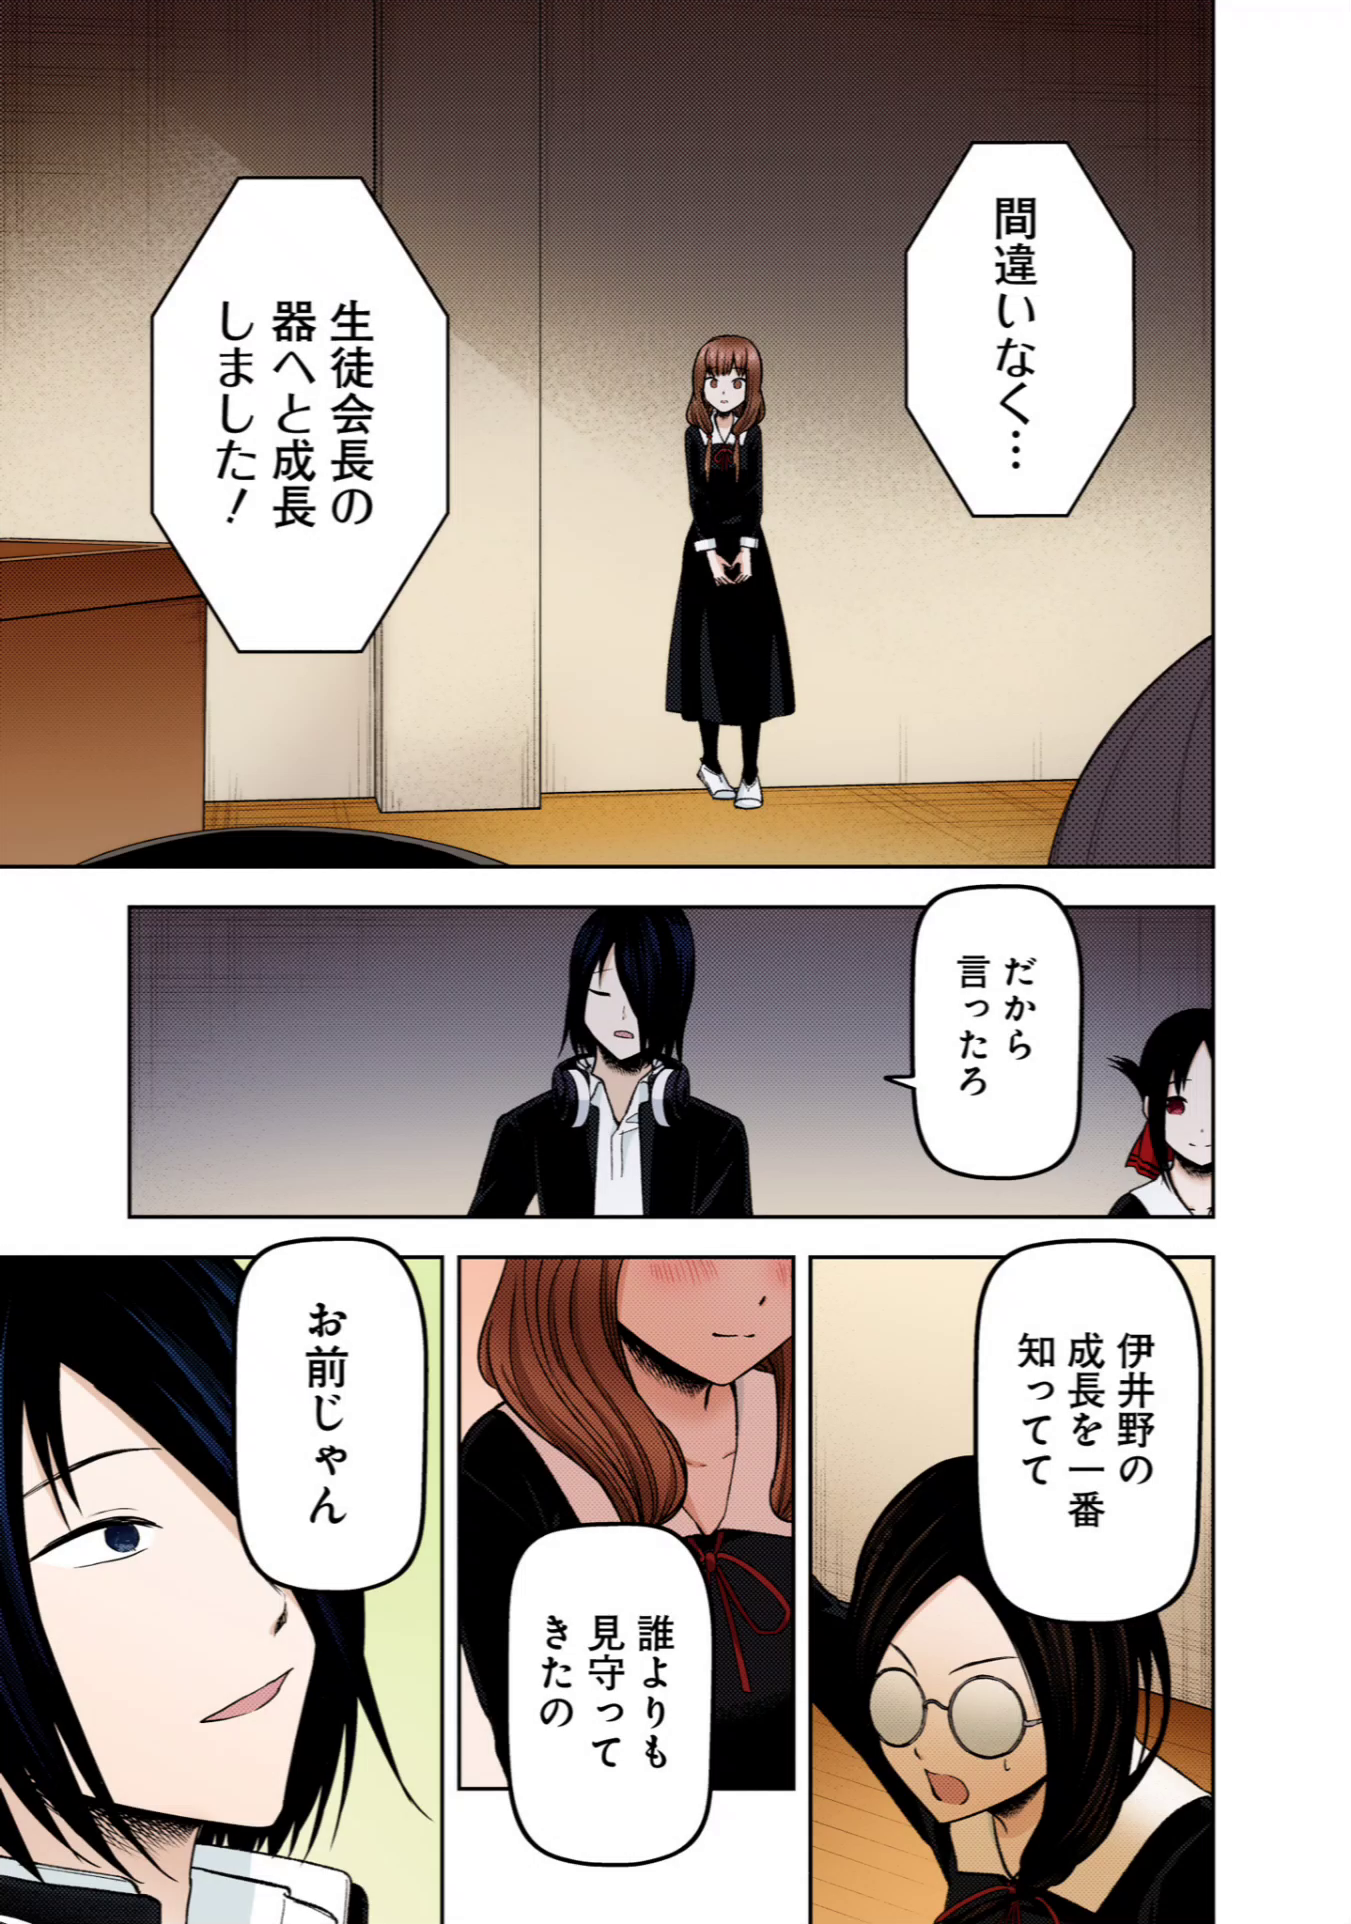 間違いなく…
生徒会長の
器へと成長
しました！
だから
言ったろ
伊井野の
成長を一番
知ってて
誰よりも
見守って
きたの
お前じゃん